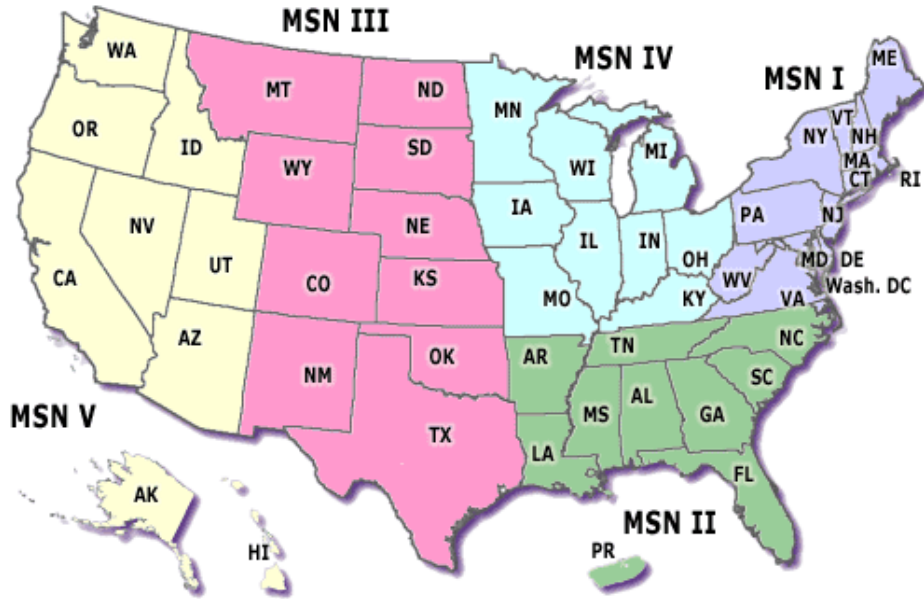 MSN III
MSN IV
MSN I
WA
MT
ND
MN
ME
VT
OR
NY
NH
ID
SD
WI
MI
MA
WY
CT
RI
IA
NE
PA
NJ
NV
IL
IN
OH
MD
DE
UT
CA
CO
KS
WV
Wash. DC
MO
KY
VA
AZ
OK
AR
TN
NC
NM
SC
MSN V
MS
AL
GA
TX
LA
FL
AK
MSN II
HI
PR